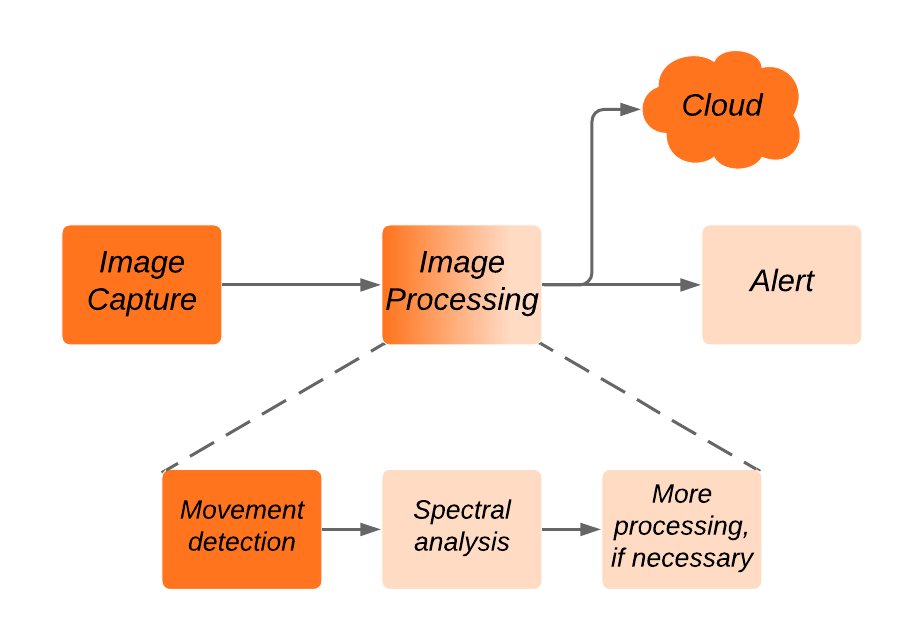 Cloud
Image
Capture
Image
Processing
Alert
Movement
detection
Spectral
analysis
More
processing,
if necessary